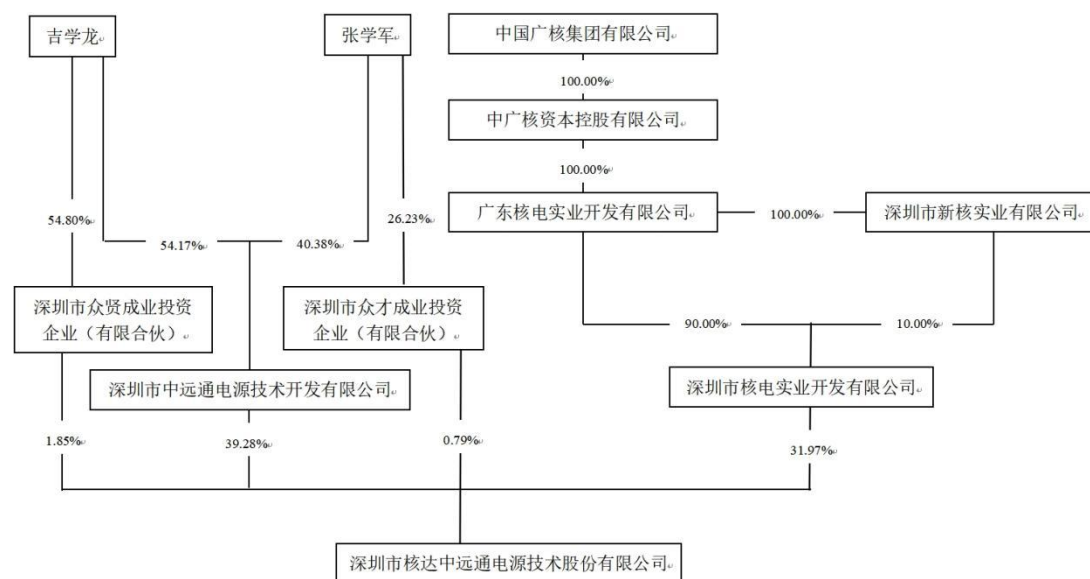 吉学龙
张学军
中国广核集团有限公司
100.00%
中广核资本控股有限公司
100.00%
54.80%
26.23%
广东核电实业开发有限公司
100.00%
深圳市新核实业有限公司
54.17%
40.38%
深圳市众贤成业投资
企业（有限合伙）
深圳市众才成业投资
企业（有限合伙）
90.00%
10.00%
深圳市中远通电源技术开发有限公司
深圳市核电实业开发有限公司
1.85%
39.28%
0.79%
31.97%
深圳市核达中远通电源技术股份有限公司